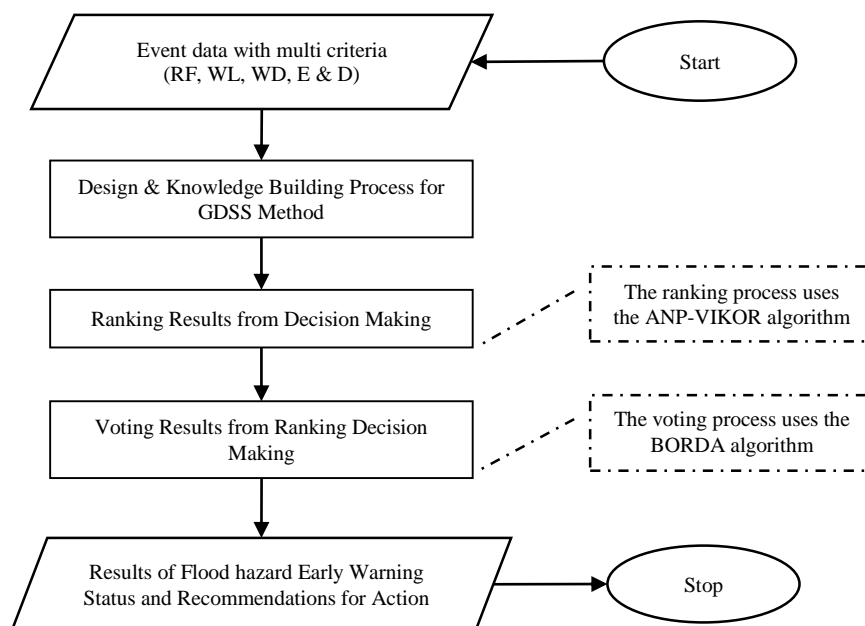 Event data with multi criteria
(RF, WL, WD, E & D)
Start
Design & Knowledge Building Process for
GDSS Method
Ranking Results from Decision Making
The ranking process uses
the ANP-VIKOR algorithm
Voting Results from Ranking Decision
Making
The voting process uses the
BORDA algorithm
Results of Flood hazard Early Warning
Status and Recommendations for Action
Stop